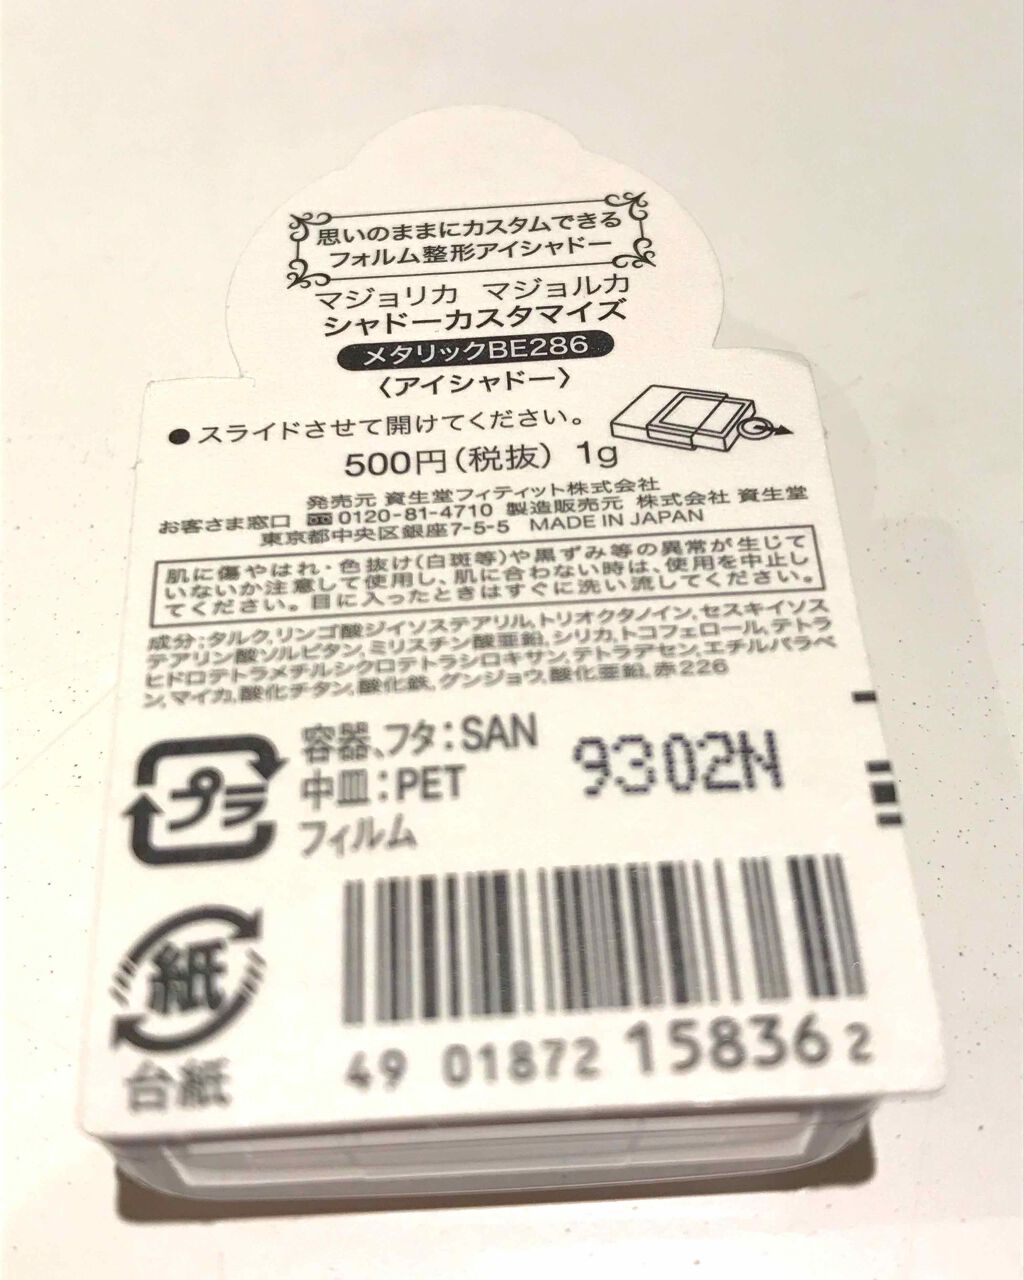 思いのままにカスタムできる
フォルム整形アイシャドー
マジョリカ マジョルカ
シャドーカスタマイズ
メタリックBE286
〈アイシャドー〉
●スライドさせて開けてください。
500円(税抜) 1g
発売元 資生堂フィティット株式会社
お客さま窓口 0120-81-4710 製造販売元 株式会社 資生堂
東京都中央区銀座7-5-5 MADE IN JAPAN
肌に傷やはれ・色抜け(白斑等)や黒ずみ等の異常が生じて
いないか注意して使用し、肌に合わない時は、使用を中止し
てください。目に入ったときはすぐに洗い流してください。
成分:タルク,リンゴ酸ジイソステアリル,トリオクタノイン,セスキイソス
テアリン酸ソルビタン,ミリスチン酸亜鉛,シリカ,トコフェロール,テトラ
ヒドロテトラメチルシクロテトラシロキサン,テトラデセン,エチルパラベ
ン,マイカ,酸化チタン,酸化鉄,グンジョウ,酸化亜鉛,赤226
プラ
容器、フタ:SAN
中皿:PET
フィルム
9302N
紙
台紙
49 01872 15836 2